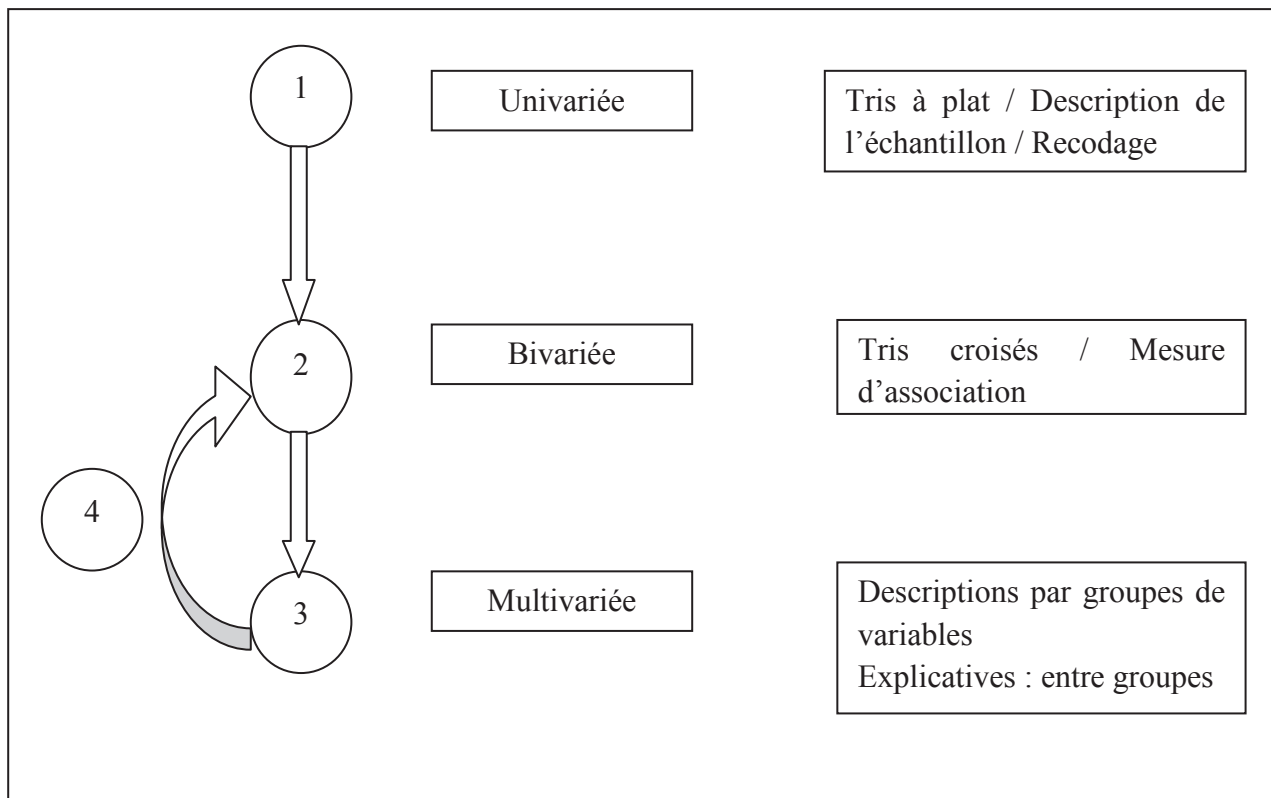 1
Univariée
Tris à plat / Description de
l’échantillon / Recodage
2
Bivariée
Tris croisés / Mesure
d’association
4
3
Multivariée
Descriptions par groupes de
variables
Explicatives : entre groupes